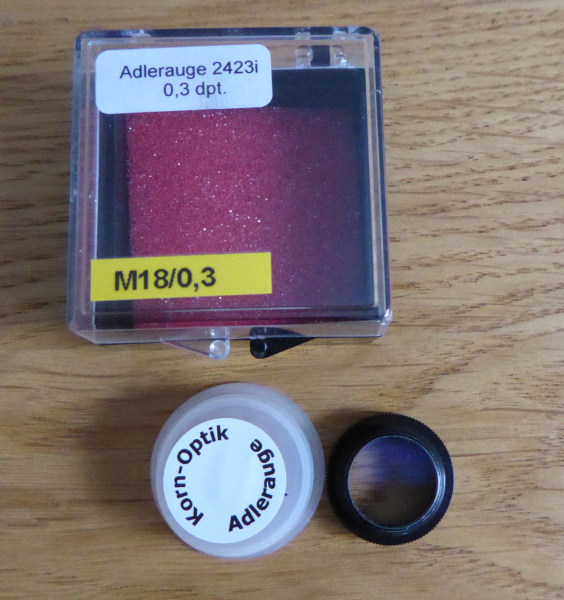 Adlerauge 2423i
0,3 dpt.
M18/0,3
Korn-Optik
Adlerauge